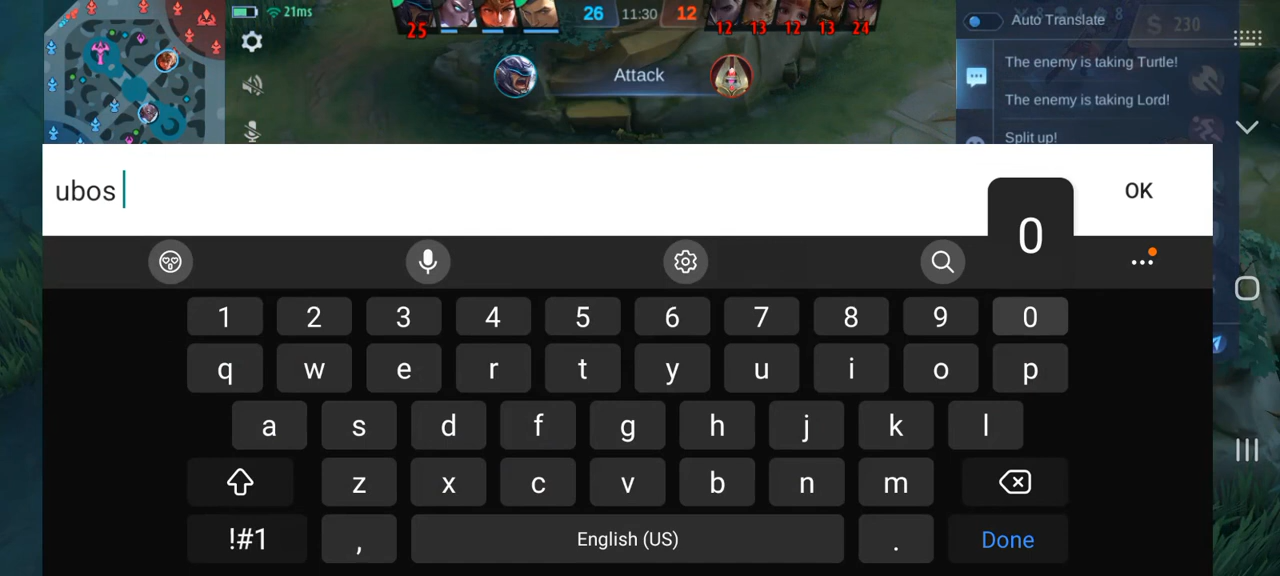 21ms
25
26 11:30 12
12 13 12 13 24
Attack
Auto Translate
$ 230
The enemy is taking Turtle!
The enemy is taking Lord!
Split up!
ubos
OK
0
1 2 3 4 5 6 7 8 9 0
q w e r t y u i o p
a s d f g h j k l
z x c v b n m
!#1 , English (US) . Done